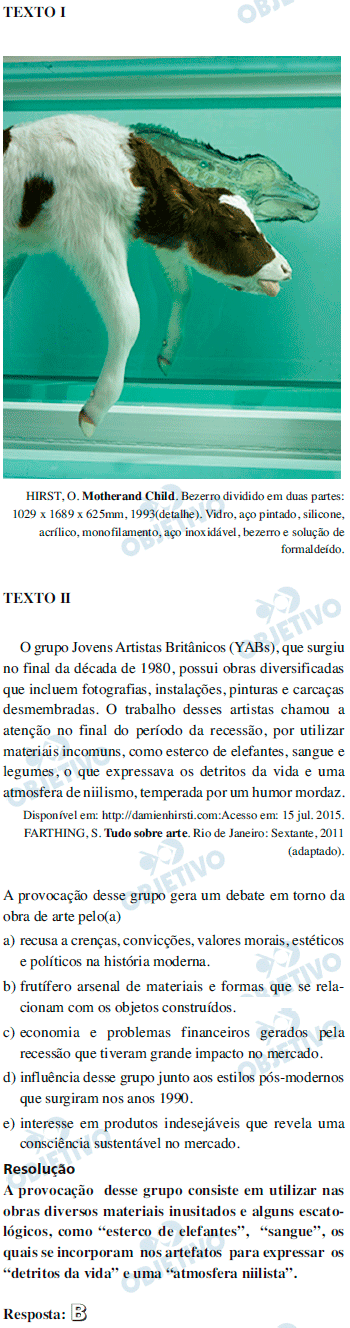 TEXTO I
HIRST, O. Motherand Child. Bezerro dividido em duas partes:
1029 x 1689 x 625mm, 1993(detalhe). Vidro, aço pintado, silicone,
acrílico, monofilamento, aço inoxidável, bezerro e solução de
formaldeído.
TEXTO II
O grupo Jovens Artistas Britânicos (YABs), que surgiu
no final da década de 1980, possui obras diversificadas
que incluem fotografias, instalações, pinturas e carcaças
desmembradas. O trabalho desses artistas chamou a
atenção no final do período da recessão, por utilizar
materiais incomuns, como esterco de elefantes, sangue e
legumes, o que expressava os detritos da vida e uma
atmosfera de niilismo, temperada por um humor mordaz.
Disponível em: http://damienhirsti.com:Acesso em: 15 jul. 2015.
FARTHING, S. Tudo sobre arte. Rio de Janeiro: Sextante, 2011
(adaptado).
A provocação desse grupo gera um debate em torno da
obra de arte pelo(a)
a) recusa a crenças, convicções, valores morais, estéticos
e políticos na história moderna.
b) frutífero arsenal de materiais e formas que se rela-
cionam com os objetos construídos.
c) economia e problemas financeiros gerados pela
recessão que tiveram grande impacto no mercado.
d) influência desse grupo junto aos estilos pós-modernos
que surgiram nos anos 1990.
e) interesse em produtos indesejáveis que revela uma
consciência sustentável no mercado.
Resolução
A provocação desse grupo consiste em utilizar nas
obras diversos materiais inusitados e alguns escato-
lógicos, como “esterco de elefantes”, “sangue”, os
quais se incorporam nos artefatos para expressar os
“detritos da vida” e uma “atmosfera niilista”.
Resposta: B